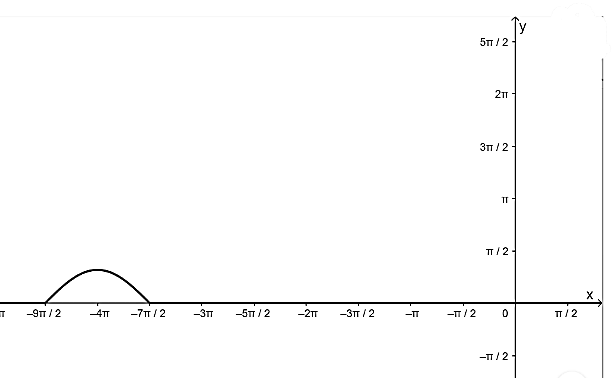 y
5π / 2
2π
3π / 2
π
π / 2
x
π –9π / 2 –4π –7π / 2 –3π –5π / 2 –2π –3π / 2 –π –π / 2 0 π / 2
–π / 2